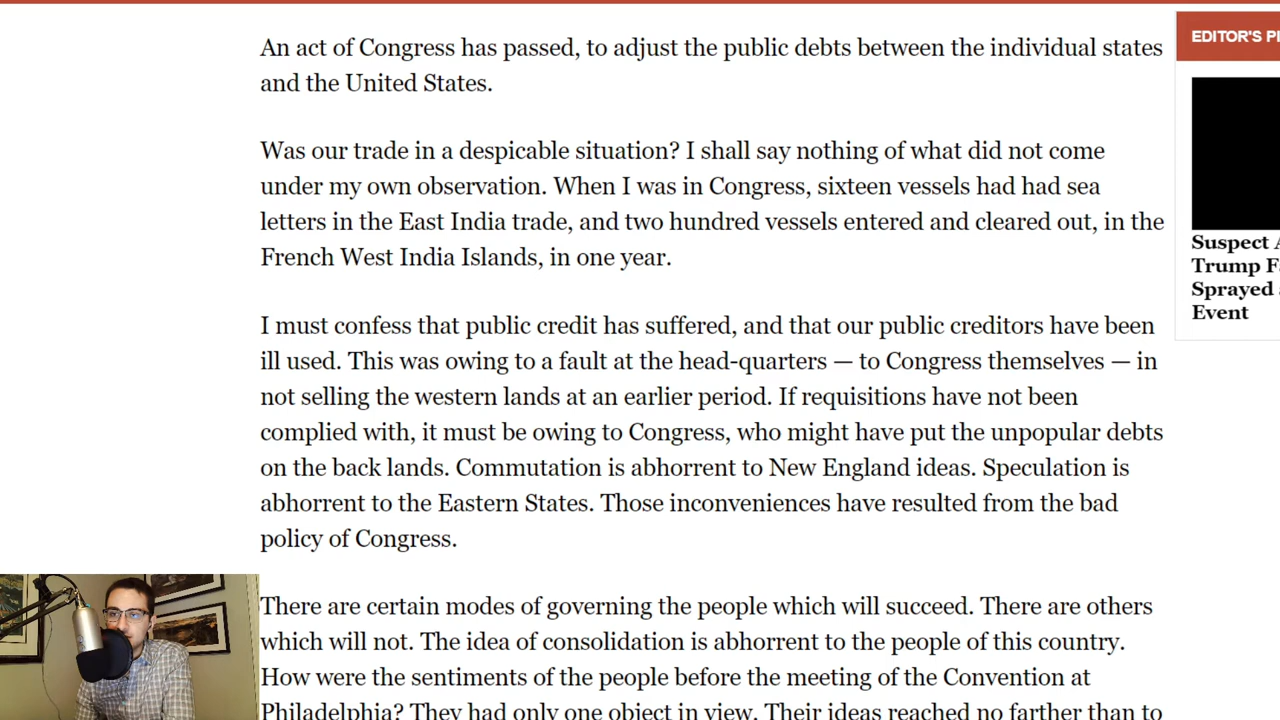 An act of Congress has passed, to adjust the public debts between the individual states
and the United States.
Was our trade in a despicable situation? I shall say nothing of what did not come
under my own observation. When I was in Congress, sixteen vessels had had sea
letters in the East India trade, and two hundred vessels entered and cleared out, in the
French West India Islands, in one year.
I must confess that public credit has suffered, and that our public creditors have been
ill used. This was owing to a fault at the head-quarters — to Congress themselves — in
not selling the western lands at an earlier period. If requisitions have not been
complied with, it must be owing to Congress, who might have put the unpopular debts
on the back lands. Commutation is abhorrent to New England ideas. Speculation is
abhorrent to the Eastern States. Those inconveniences have resulted from the bad
policy of Congress.
There are certain modes of governing the people which will succeed. There are others
which will not. The idea of consolidation is abhorrent to the people of this country.
How were the sentiments of the people before the meeting of the Convention at
Philadelphia? They had only one object in view. Their ideas reached no farther than to
EDITOR'S
Suspect
Trump
Sprayed
Event